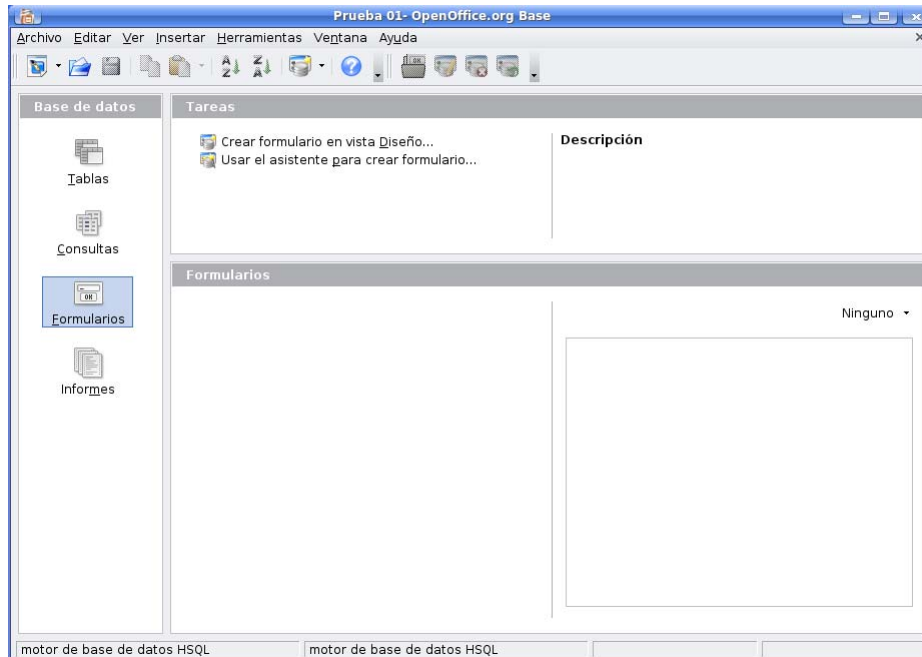 Prueba 01- OpenOffice.org Base
Archivo Editar Ver Insertar Herramientas Ventana Ayuda
Base de datos
Tablas
Consultas
Formularios
Informes
Tareas
Crear formulario en vista Diseño...
Usar el asistente para crear formulario...
Descripción
Formularios
Ninguno
motor de base de datos HSQL
motor de base de datos HSQL